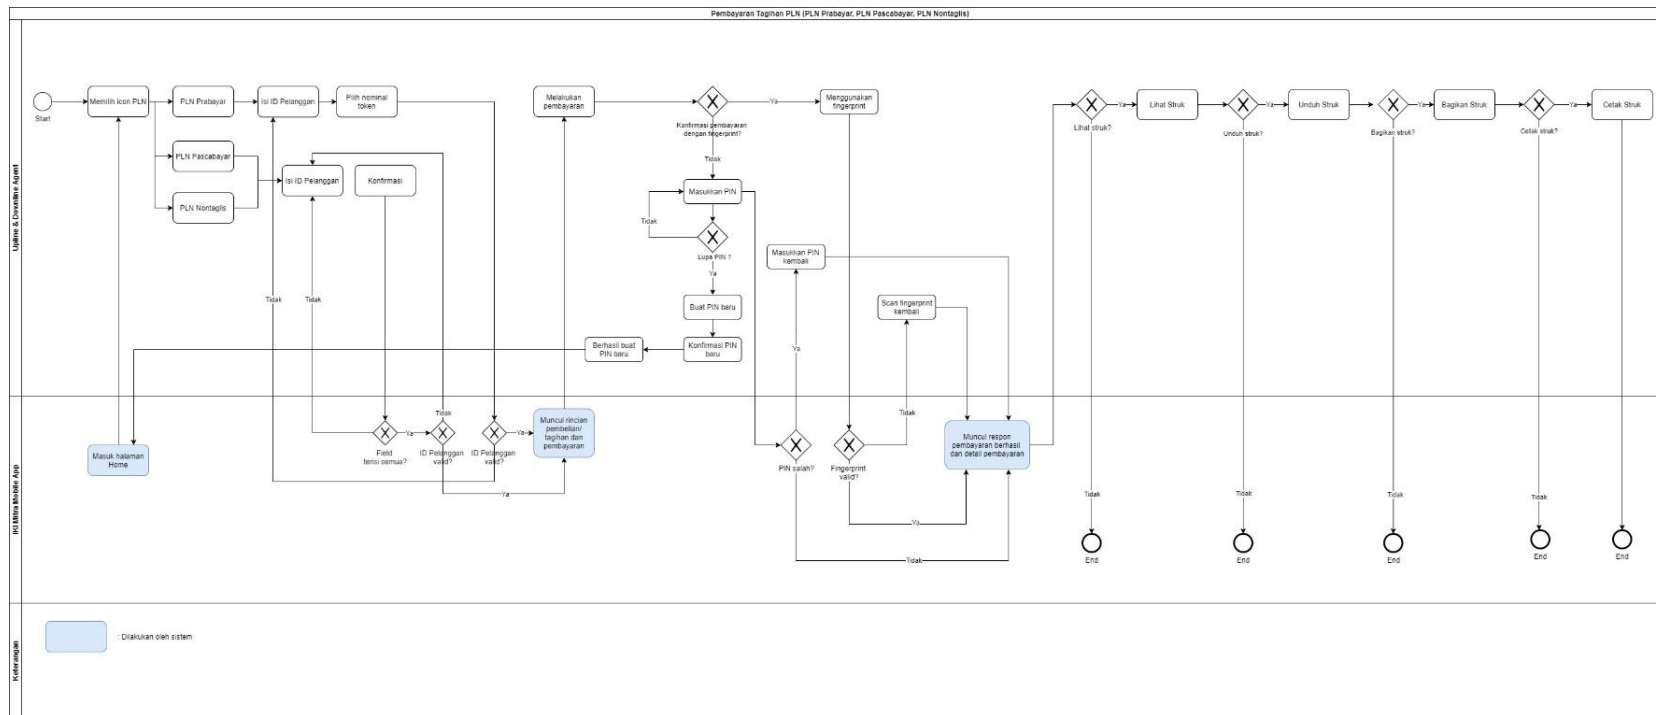 Pembayaran Tagihan PLN (PLN Prabayar, PLN Pascabayar, PLN Nontaglis)
Upline & Downline Agent
Start
Memilih icon PLN
PLN Prabayar
Isi ID Pelanggan
Pilih nominal
token
PLN Pascabayar
PLN Nontaglis
Isi ID Pelanggan
Konfirmasi
Melakukan
pembayaran
Konfirmasi pembayaran
dengan fingerprint?
Ya
Menggunakan
fingerprint
Tidak
Masukkan PIN
Tidak
Lupa PIN ?
Ya
Buat PIN baru
Konfirmasi PIN
baru
Berhasil buat
PIN baru
Masukkan PIN
kembali
Ya
Scan fingerprint
kembali
Tidak
Tidak
Lihat struk?
Ya
Lihat Struk
Unduh struk?
Ya
Unduh Struk
Bagikan struk?
Ya
Bagikan Struk
Cetak struk?
Ya
Cetak Struk
IKI Mitra Mobile App
Masuk halaman
Home
Field
terisi semua?
Ya
Tidak
ID Pelanggan
valid?
ID Pelanggan
valid?
Ya
Ya
Muncul rincian
pembelian/
tagihan dan
pembayaran
PIN salah?
Fingerprint
valid?
Tidak
Ya
Tidak
Muncul respon
pembayaran berhasil
dan detail pembayaran
Tidak
End
Tidak
End
Tidak
End
Tidak
End
End
Keterangan
: Dilakukan oleh sistem